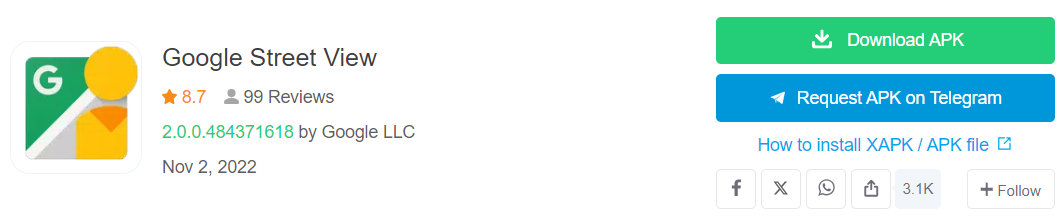 G
Google Street View
8.7 99 Reviews
2.0.0.484371618 by Google LLC
Nov 2, 2022
Download APK
Request APK on Telegram
How to install XAPK / APK file
3.1K
Follow